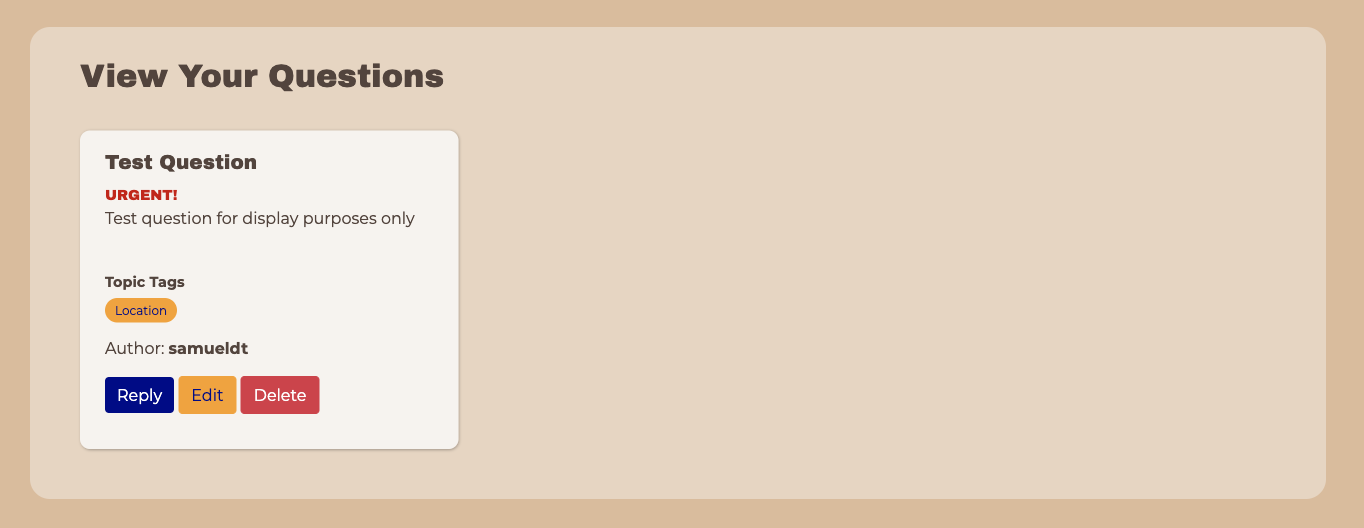 View Your Questions
Test Question
URGENT!
Test question for display purposes only
Topic Tags
Location
Author: samueldt
Reply Edit Delete